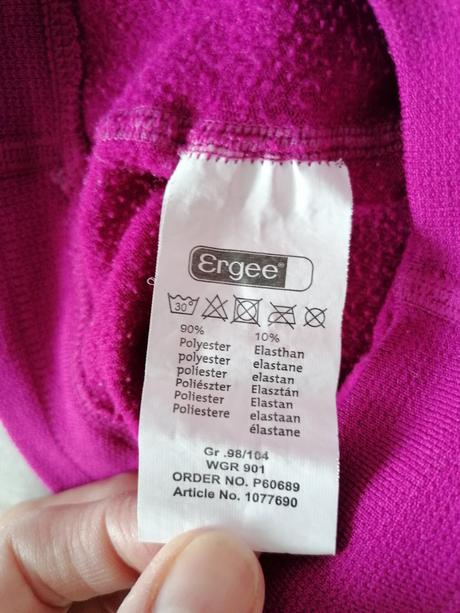 Ergee®
30°
90% 10%
Polyester Elasthan
polyester elastane
poliester elastan
Poliészter Elasztán
Poliester Elastan
Poliester elastaan
Poliestere élastane
Gr .98/104
WGR 901
ORDER NO. P60689
Article No. 1077690